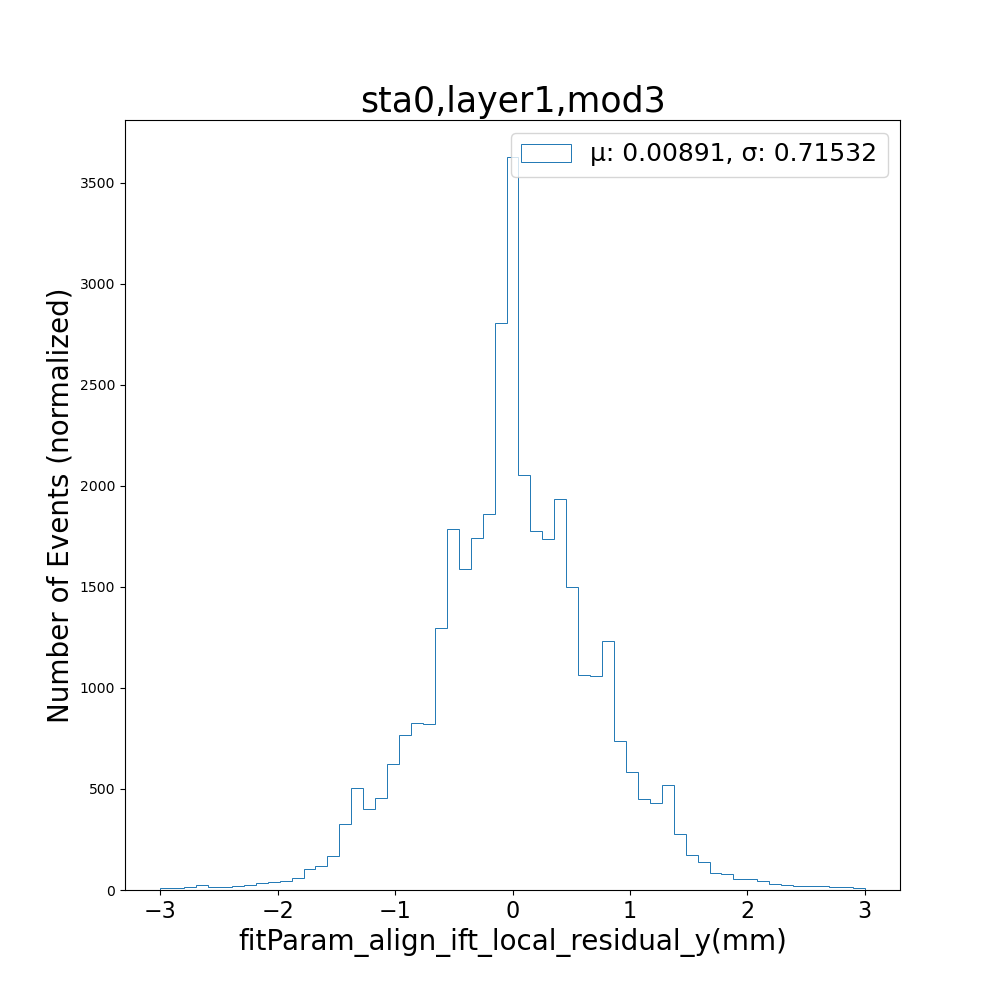 sta0,layer1,mod3
μ: 0.00891, σ: 0.71532
Number of Events (normalized)
3500
3000
2500
2000
1500
1000
500
0
−3 −2 −1 0 1 2 3
fitParam_align_ift_local_residual_y(mm)